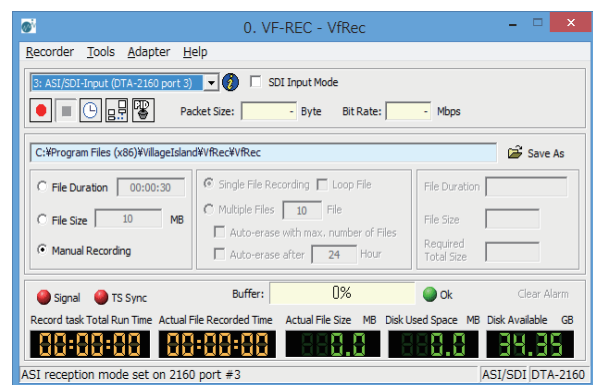 0. VF-REC - VfRec
Recorder Tools Adapter Help
3: ASI/SDI-Input (DTA-2160 port 3) SDI Input Mode
PID Packet Size: - Byte Bit Rate: - Mbps
C:¥Program Files (x86)¥VillageIsland¥VfRec¥VfRec Save As
File Duration 00:00:30 Single File Recording Loop File File Duration
File Size 10 MB Multiple Files 10 File File Size
Auto-erase with max. number of Files
Manual Recording Auto-erase after 24 Hour Required Total Size
Signal TS Sync Buffer: 0% Ok Clear Alarm
Record task Total Run Time Actual File Recorded Time Actual File Size MB Disk Used Space MB Disk Available GB
00:00:00 00:00:00 0.0 0.0 34.35
ASI reception mode set on 2160 port #3 ASI/SDI DTA-2160